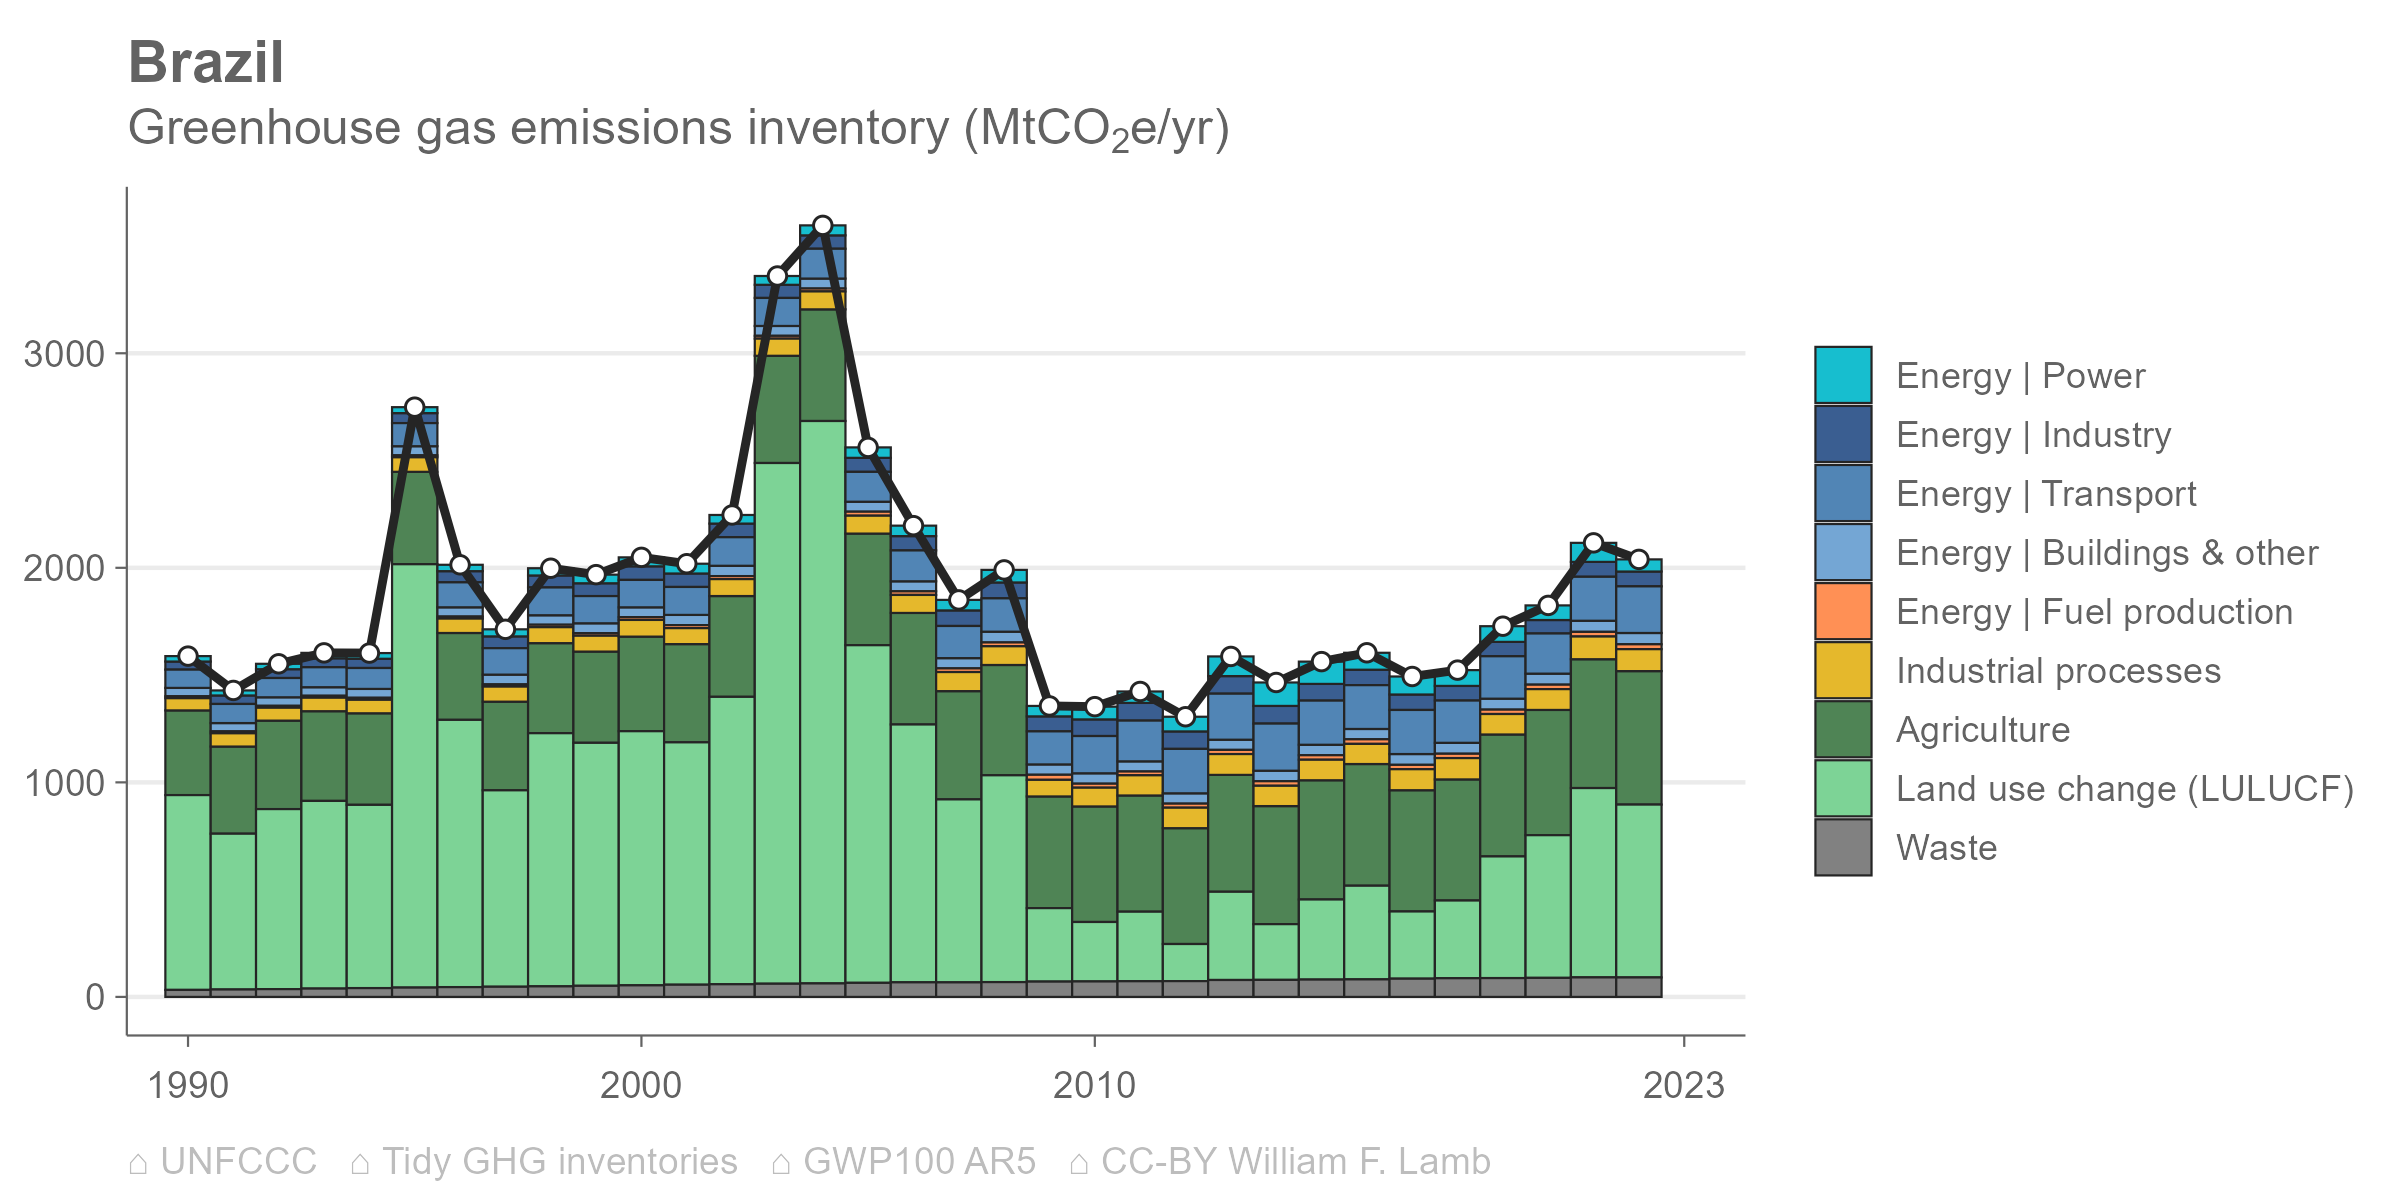 Brazil
Greenhouse gas emissions inventory (MtCO₂e/yr)
3000
2000
1000
0
1990
2000
2010
2023
Energy | Power
Energy | Industry
Energy | Transport
Energy | Buildings & other
Energy | Fuel production
Industrial processes
Agriculture
Land use change (LULUCF)
Waste
⌂ UNFCCC ⌂ Tidy GHG inventories ⌂ GWP100 AR5 ⌂ CC-BY William F. Lamb